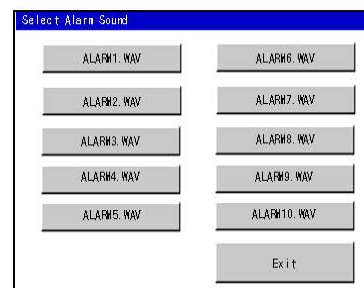 Select Alarm Sound
ALARM1.WAV
ALARM2.WAV
ALARM3.WAV
ALARM4.WAV
ALARM5.WAV
ALARM6.WAV
ALARM7.WAV
ALARM8.WAV
ALARM9.WAV
ALARM10.WAV
Exit